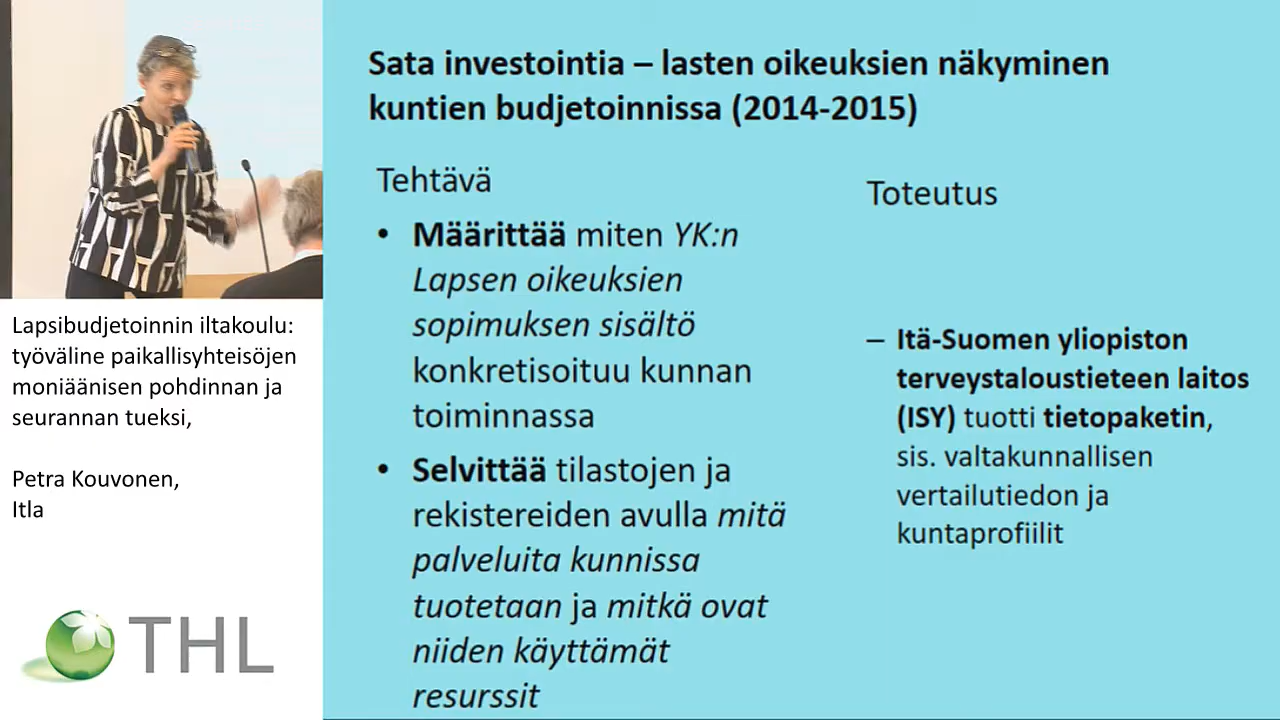 Sata investointia – lasten oikeuksien näkyminen
kuntien budjetoinnissa (2014-2015)
Tehtävä
• Määrittää miten YK:n
Lapsen oikeuksien
sopimuksen sisältö
konkretisoituu kunnan
toiminnassa
• Selvittää tilastojen ja
rekistereiden avulla mitä
palveluita kunnissa
tuotetaan ja mitkä ovat
niiden käyttämät
resurssit
Toteutus
– Itä-Suomen yliopiston
terveystaloustieteen laitos
(ISY) tuotti tietopaketin,
sis. valtakunnallisen
vertailutiedon ja
kuntaprofiilit
Lapsibudjetoinnin iltakoulu:
työväline paikallisyhteisöjen
moniäänisen pohdinnan ja
seurannan tueksi,
Petra Kouvonen,
Itla
THL